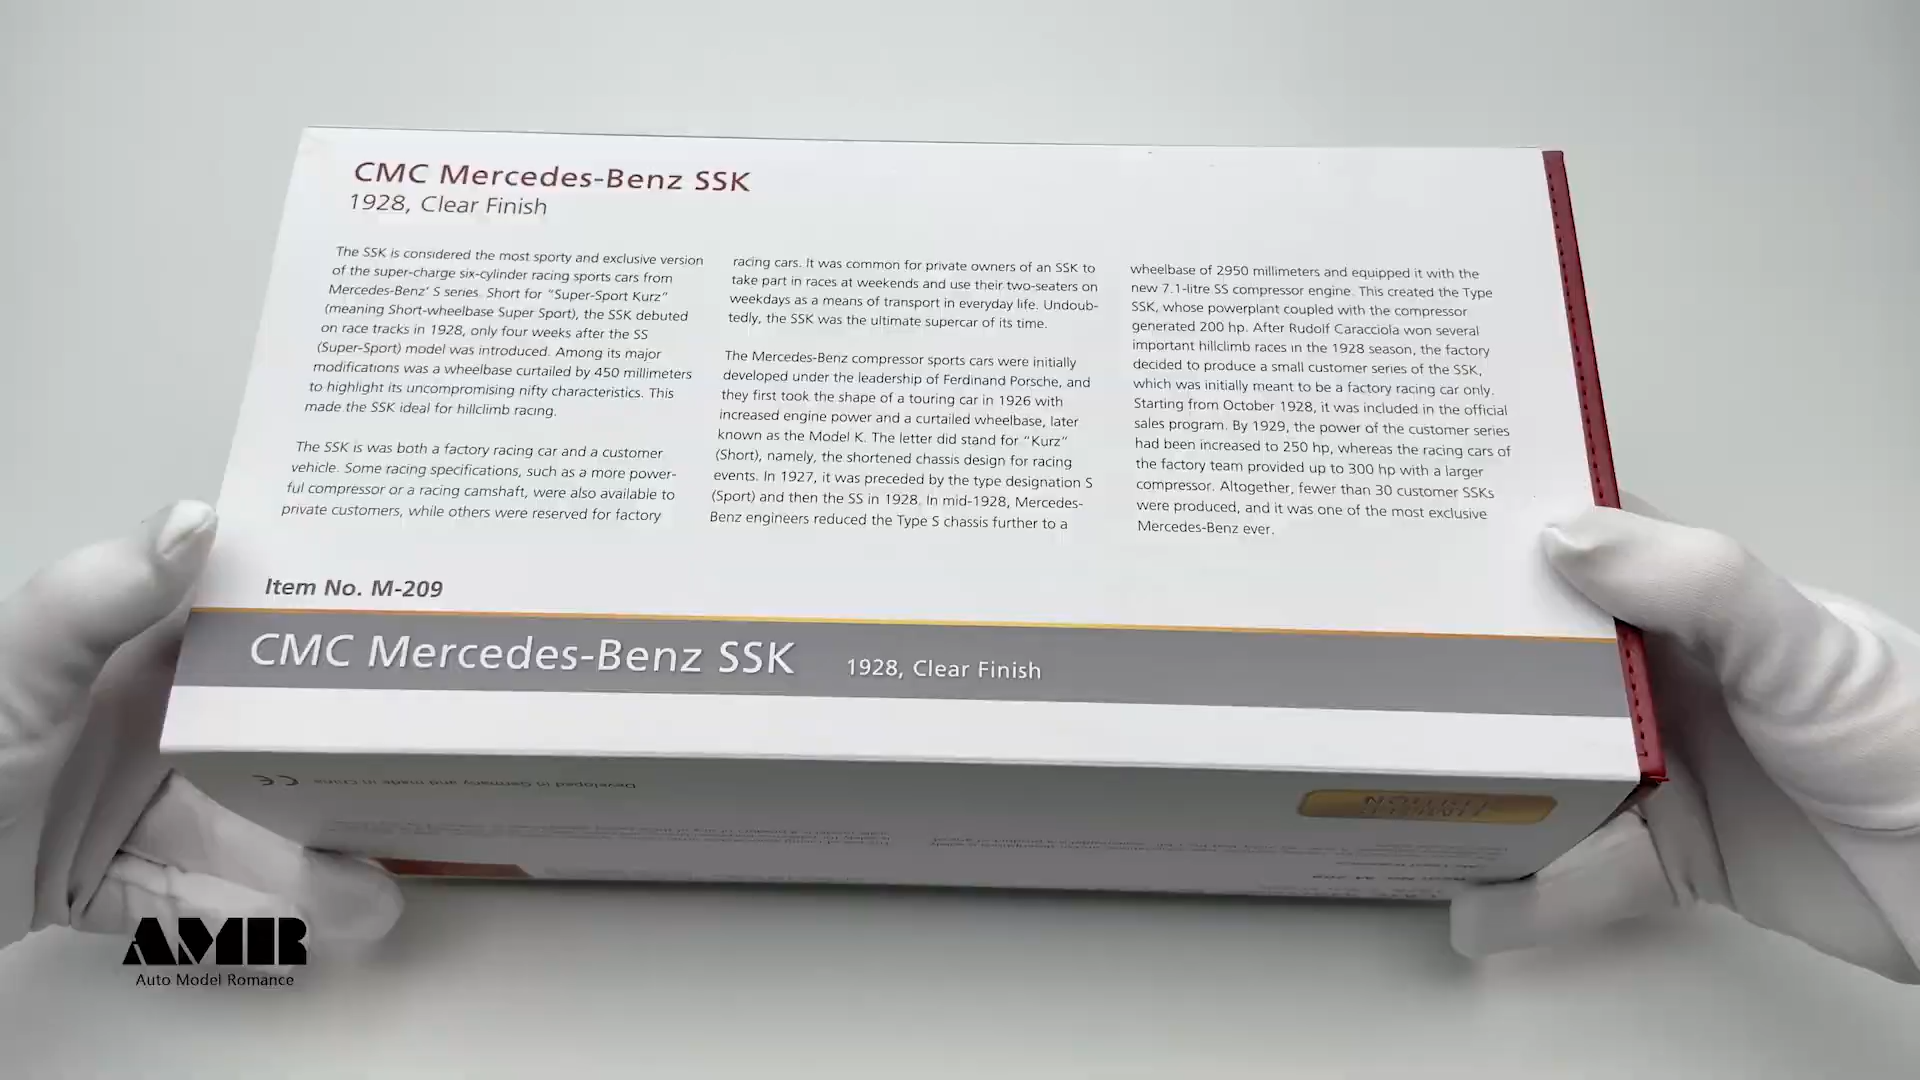 CMC Mercedes-Benz SSK
1928, Clear Finish
The SSK is considered the most sporty and exclusive version
of the super-charge six-cylinder racing sports cars from
Mercedes-Benz' S series. Short for "Super-Sport Kurz"
(meaning Short-wheelbase Super Sport), the SSK debuted
on race tracks in 1928, only four weeks after the SS
(Super-Sport) model was introduced. Among its major
modifications was a wheelbase curtailed by 450 millimeters
to highlight its uncompromising nifty characteristics. This
made the SSK ideal for hillclimb racing.
The SSK is was both a factory racing car and a customer
vehicle. Some racing specifications, such as a more power-
ful compressor or a racing camshaft, were also available to
private customers, while others were reserved for factory
racing cars. It was common for private owners of an SSK to
take part in races at weekends and use their two-seaters on
weekdays as a means of transport in everyday life. Undoub-
tedly, the SSK was the ultimate supercar of its time.
The Mercedes-Benz compressor sports cars were initially
developed under the leadership of Ferdinand Porsche, and
they first took the shape of a touring car in 1926 with
increased engine power and a curtailed wheelbase, later
known as the Model K. The letter did stand for "Kurz"
(Short), namely, the shortened chassis design for racing
events. In 1927, it was preceded by the type designation S
(Sport) and then the SS in 1928. In mid-1928, Mercedes-
Benz engineers reduced the Type S chassis further to a
wheelbase of 2950 millimeters and equipped it with the
new 7.1-litre SS compressor engine. This created the Type
SSK, whose powerplant coupled with the compressor
generated 200 hp. After Rudolf Caracciola won several
important hillclimb races in the 1928 season, the factory
decided to produce a small customer series of the SSK,
which was initially meant to be a factory racing car only.
Starting from October 1928, it was included in the official
sales program. By 1929, the power of the customer series
had been increased to 250 hp, whereas the racing cars of
the factory team provided up to 300 hp with a larger
compressor. Altogether, fewer than 30 customer SSKs
were produced, and it was one of the most exclusive
Mercedes-Benz ever.
Item No. M-209
CMC Mercedes-Benz SSK 1928, Clear Finish
CE Developed in Germany and made in China
LIMITED
EDITION
AMR
Auto Model Romance